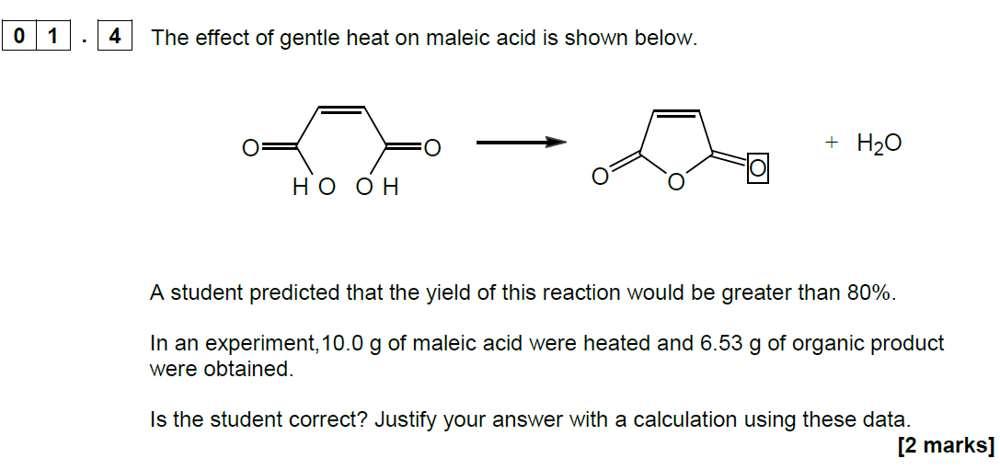 01.4 The effect of gentle heat on maleic acid is shown below.
O O
HO OH
O O O
+ H₂O
A student predicted that the yield of this reaction would be greater than 80%.
In an experiment,10.0 g of maleic acid were heated and 6.53 g of organic product
were obtained.
Is the student correct? Justify your answer with a calculation using these data.
[2 marks]